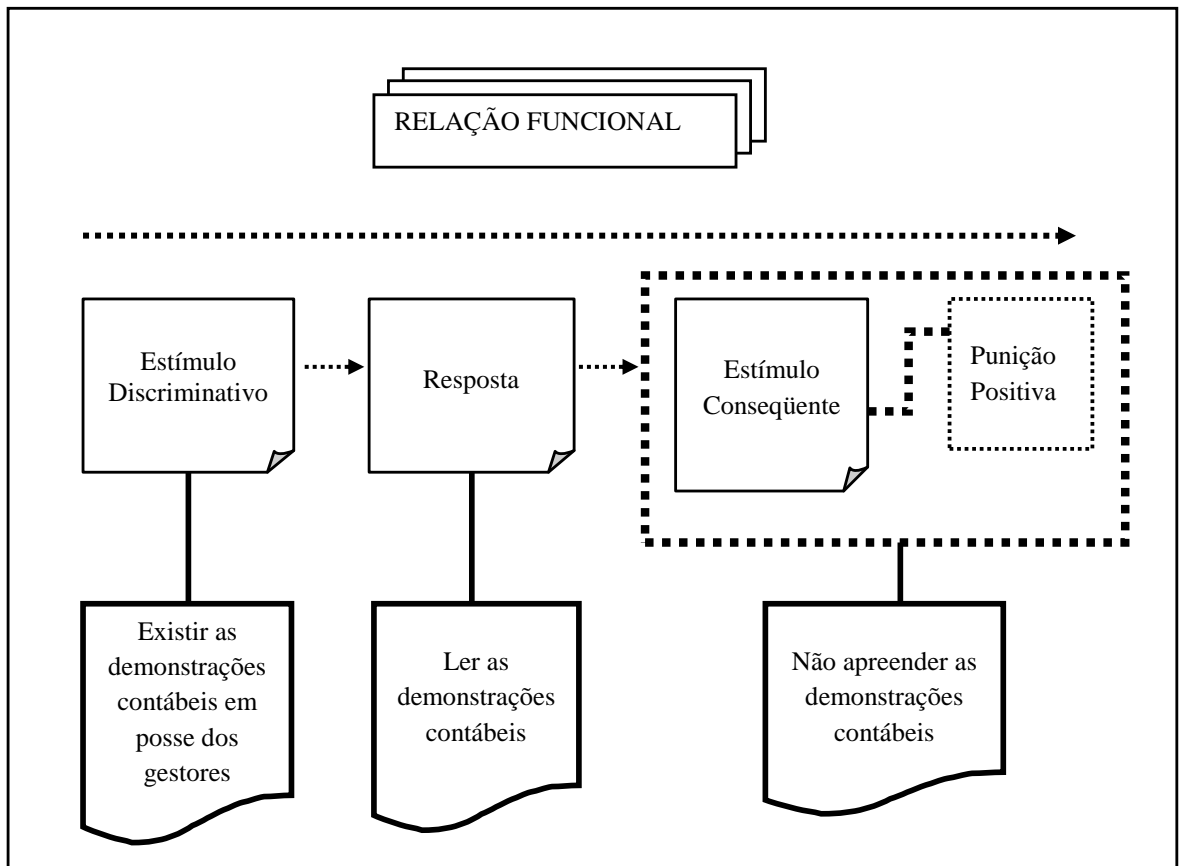 RELAÇÃO FUNCIONAL
Estímulo
Discriminativo
Resposta
Estímulo
Conseqüente
Punição
Positiva
Existir as
demonstrações
contábeis em
posse dos
gestores
Ler as
demonstrações
contábeis
Não apreender as
demonstrações
contábeis